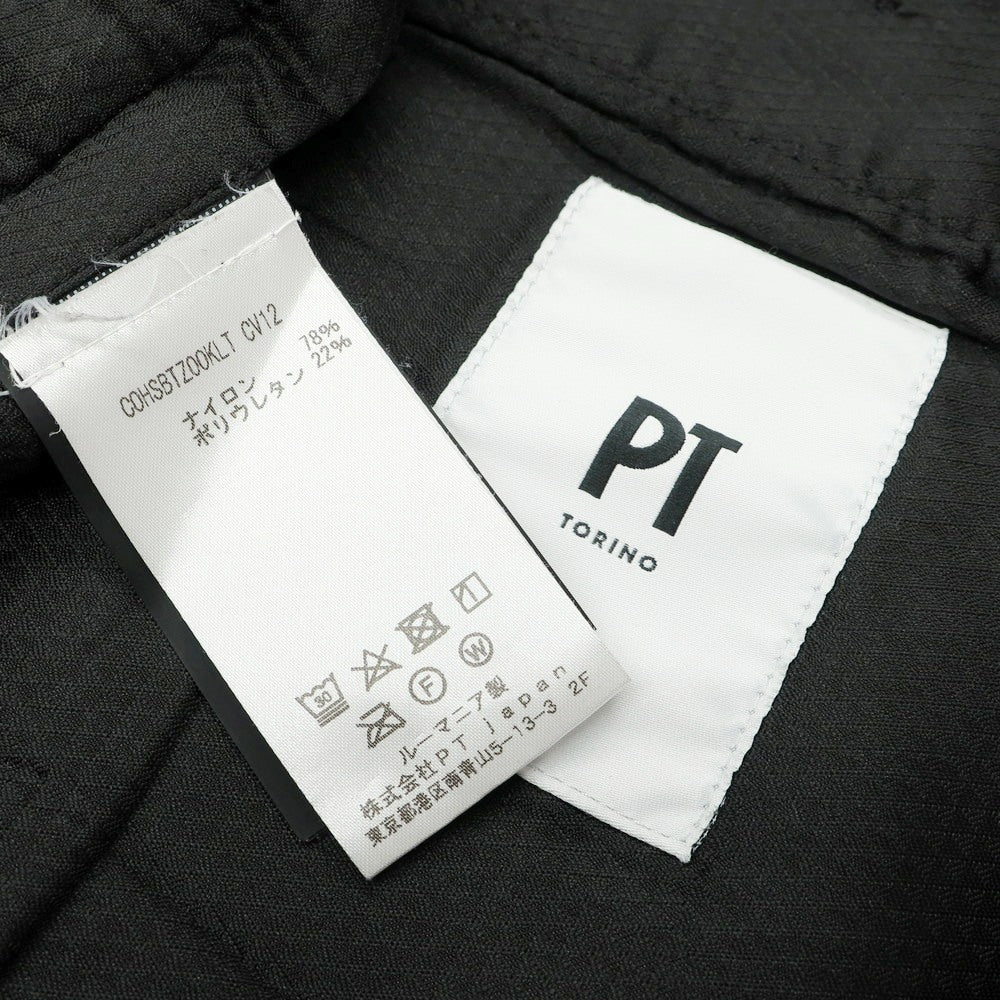 COHSBTZ00KLT CV12
ナイロン 78%
ポリウレタン 22%
30
F
W
ルーマニア製
株式会社PT japan
東京都港区南青山5-13-3 2F
PT
TORINO